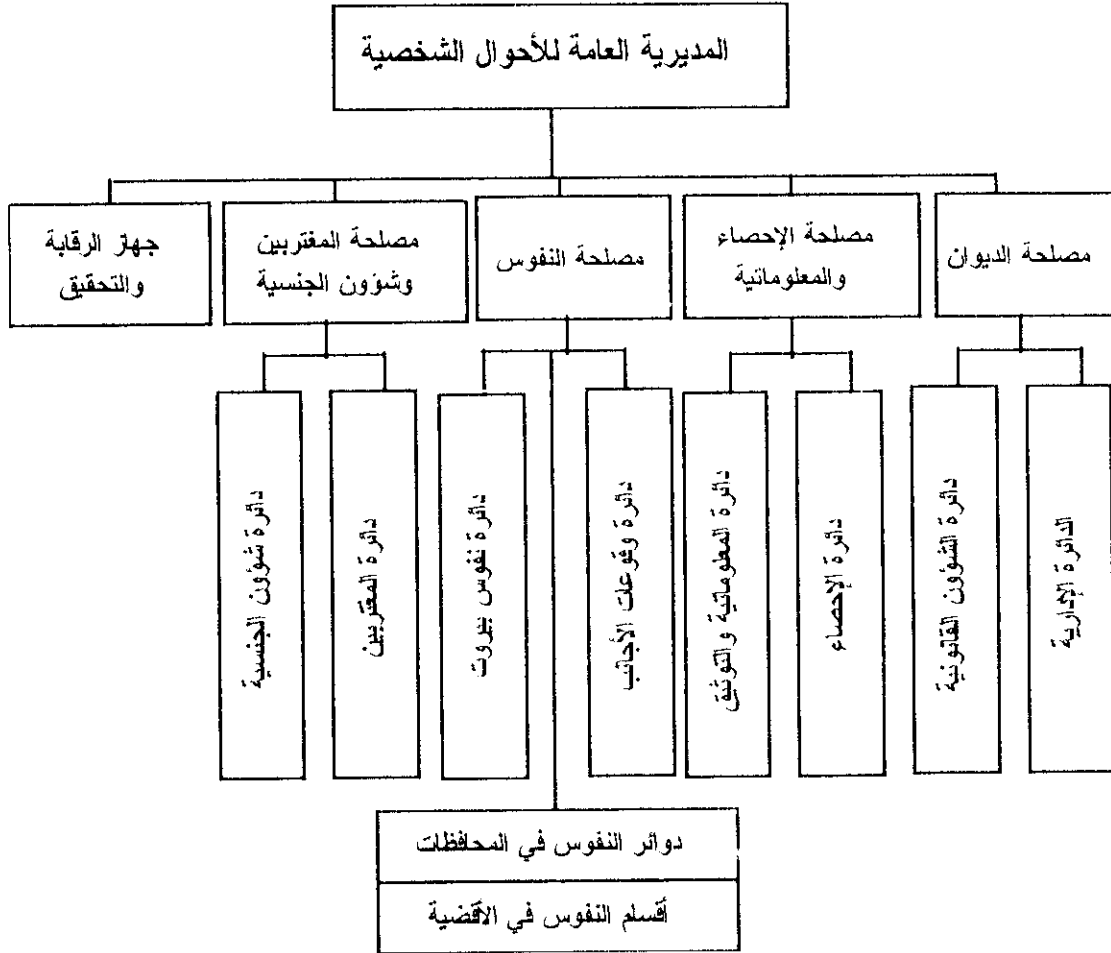 المديرية العامة للأحوال الشخصية
مصلحة الديوان
مصلحة الإحصاء
والمعلوماتية
مصلحة النفوس
مصلحة المغتربين
وشؤون الجنسية
جهاز الرقابة
والتحقيق
الدائرة الإدارية
دائرة الشؤون القانونية
دائرة الإحصاء
دائرة المعلوماتية والتوثيق
دائرة وقوعات الأجانب
دائرة نفوس بيروت
دائرة المغتربين
دائرة شؤون الجنسية
دوائر النفوس في المحافظات
أقسام النفوس في الأقضية